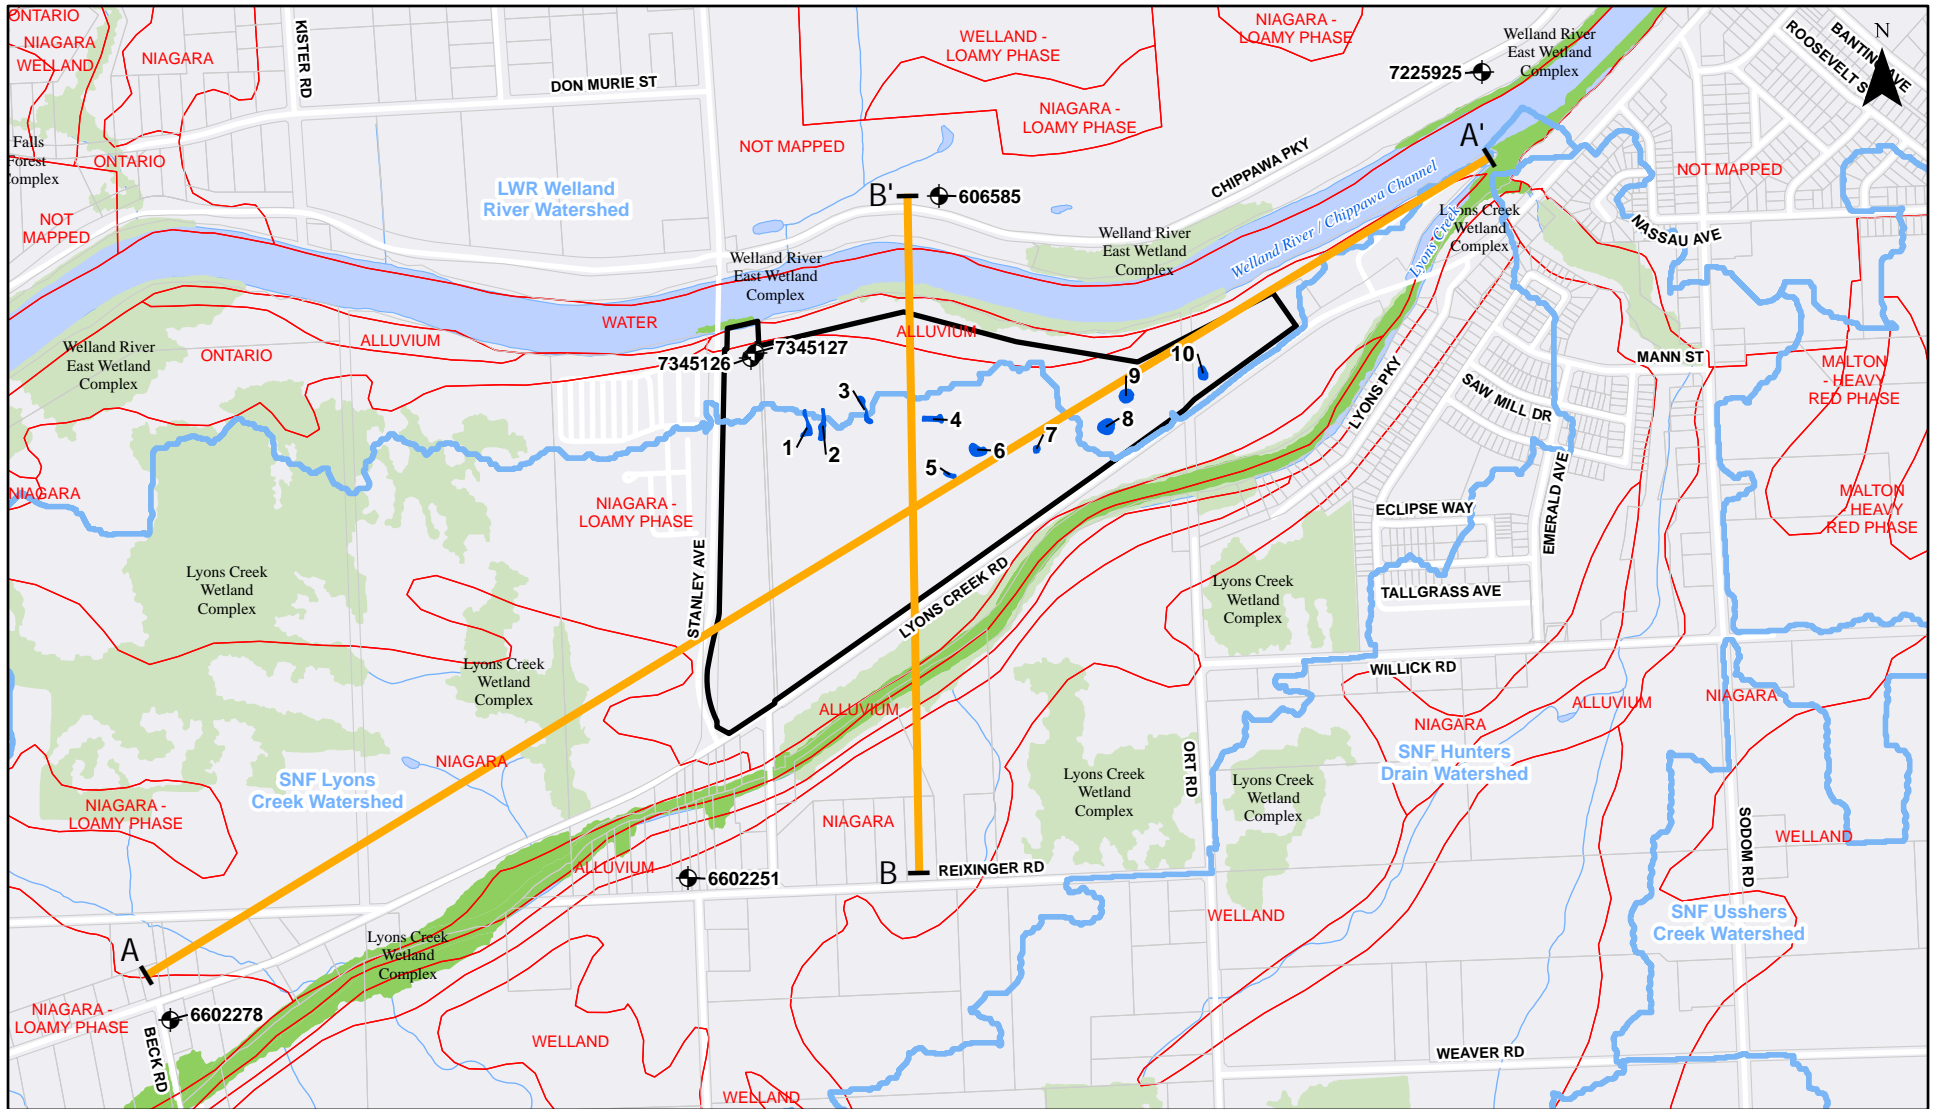 ONTARIO
NIAGARA
WELLAND
NIAGARA
KISTER RD
DON MURIE ST
WELLAND -
LOAMY PHASE
NIAGARA -
LOAMY PHASE
NIAGARA -
LOAMY PHASE
NOT MAPPED
Welland River
East Wetland
Complex
7225925
BANTING AVE
ROOSEVELT S
N
Falls
Forest
Complex
ONTARIO
NOT
MAPPED
LWR Welland
River Watershed
B'
606585
CHIPPAWA PKY
A'
NOT MAPPED
Welland River / Chippawa Channel
Lyons Creek
Lyons Creek
Wetland
Complex
NASSAU AVE
Welland River
East Wetland
Complex
Welland River
East Wetland
Complex
WATER
ALLUVIUM
ALLUVIUM
ONTARIO
Welland River
East Wetland
Complex
7345126
7345127
10
9
8
7
6
5
4
3
2
1
MANN ST
LYONS PKY
SAW MILL DR
MALTON
- HEAVY
RED PHASE
MALTON
- HEAVY
RED PHASE
NIAGARA
NIAGARA -
LOAMY PHASE
ECLIPSE WAY
EMERALD AVE
TALLGRASS AVE
Lyons Creek
Wetland
Complex
STANLEY AVE
LYONS CREEK RD
Lyons Creek
Wetland
Complex
Lyons Creek
Wetland
Complex
WILLICK RD
ALLUVIUM
ALLUVIUM
NIAGARA
NIAGARA
NIAGARA
SNF Lyons
Creek Watershed
SNF Hunters
Drain Watershed
ORT RD
Lyons Creek
Wetland
Complex
Lyons Creek
Wetland
Complex
NIAGARA -
LOAMY PHASE
NIAGARA
SODOM RD
WELLAND
ALLUVIUM
6602251
B
REIXINGER RD
WELLAND
SNF Usshers
Creek Watershed
A
Lyons Creek
Wetland
Complex
NIAGARA -
LOAMY PHASE
6602278
BECK RD
WELLAND
WEAVER RD
WELLAND